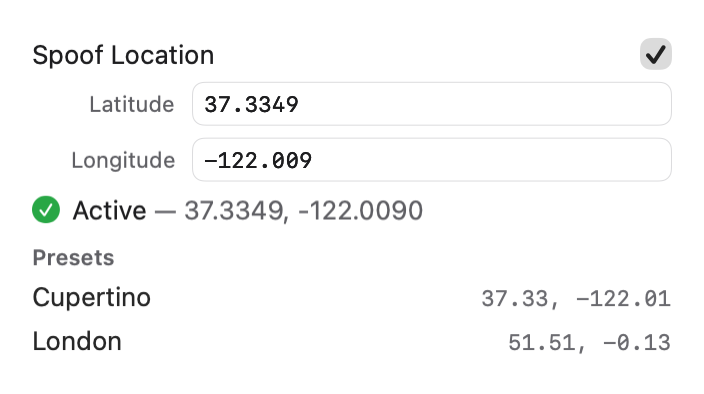 Spoof Location
Latitude 37.3349
Longitude -122.009
Active — 37.3349, -122.0090
Presets
Cupertino 37.33, -122.01
London 51.51, -0.13